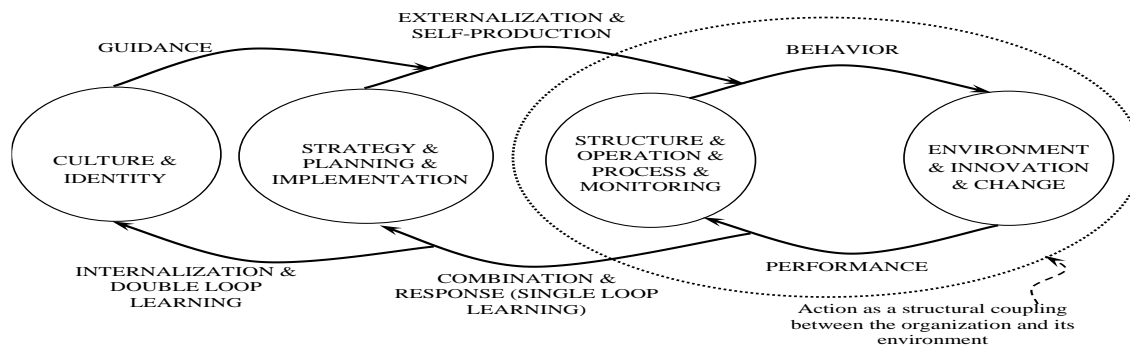 EXTERNALIZATION &
SELF-PRODUCTION
GUIDANCE
BEHAVIOR
CULTURE &
IDENTITY
STRATEGY &
PLANNING &
IMPLEMENTATION
STRUCTURE &
OPERATION &
PROCESS &
MONITORING
ENVIRONMENT
& INNOVATION
& CHANGE
INTERNALIZATION &
DOUBLE LOOP
LEARNING
COMBINATION &
RESPONSE (SINGLE LOOP
LEARNING)
PERFORMANCE
Action as a structural coupling
between the organization and its
environment